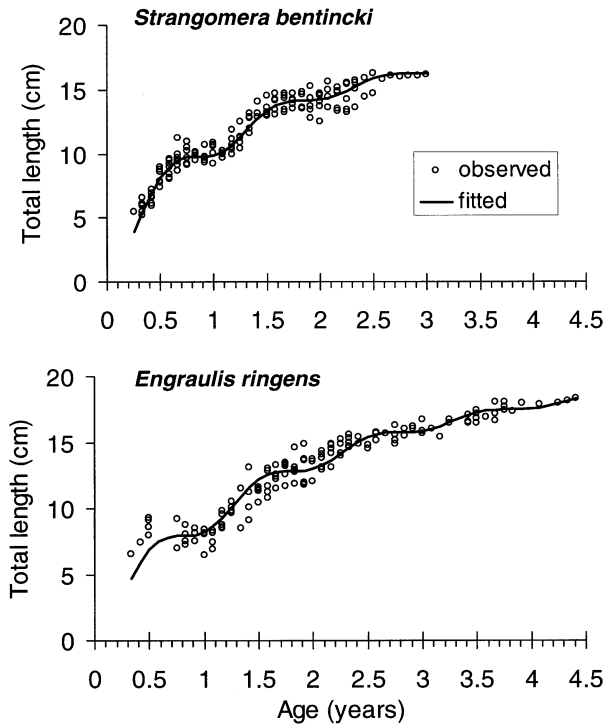 Strangomera bentincki
20
15
10
5
0
Total length (cm)
observed
fitted
0 0.5 1 1.5 2 2.5 3 3.5 4 4.5
Engraulis ringens
20
15
10
5
0
Total length (cm)
0 0.5 1 1.5 2 2.5 3 3.5 4 4.5
Age (years)